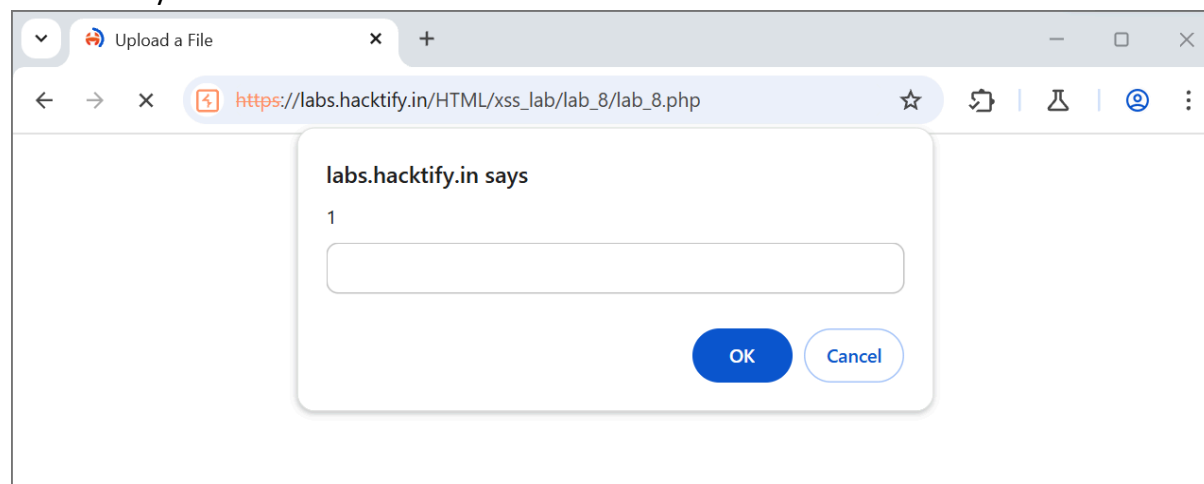 Upload a File
https://labs.hacktify.in/HTML/xss_lab/lab_8/lab_8.php
labs.hacktify.in says
1
OK Cancel